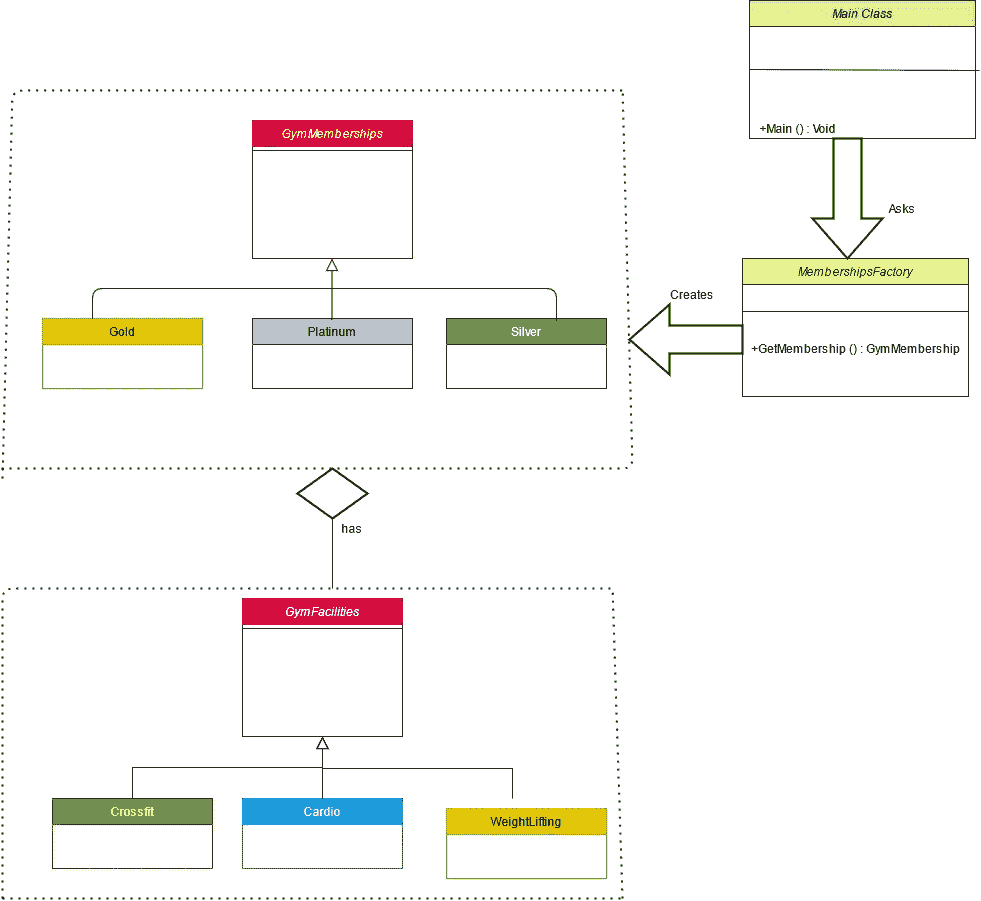 Main Class
+Main () : Void
Asks
GymMemberships
MembershipsFactory
Creates
+GetMembership () : GymMembership
Gold
Platinum
Silver
has
GymFacilities
Crossfit
Cardio
WeightLifting